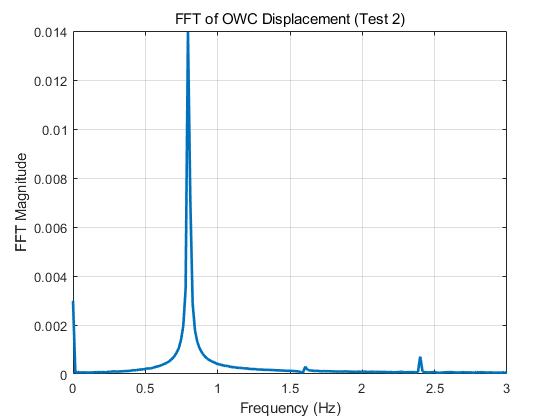 FFT of OWC Displacement (Test 2)
0.014
0.012
0.01
0.008
0.006
0.004
0.002
0
FFT Magnitude
0 0.5 1 1.5 2 2.5 3
Frequency (Hz)